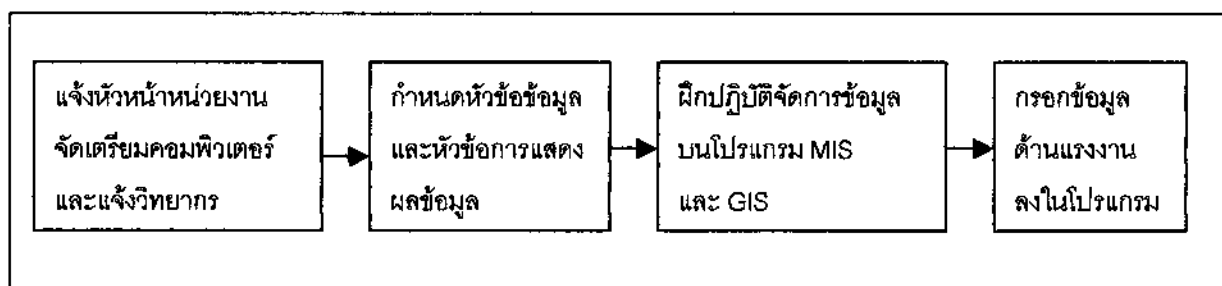 แจ้งหัวหน้าหน่วยงาน
จัดเตรียมคอมพิวเตอร์
และแจ้งวิทยากร
กำหนดหัวข้อข้อมูล
และหัวข้อการแสดง
ผลข้อมูล
ฝึกปฏิบัติจัดการข้อมูล
บนโปรแกรม MIS
และ GIS
กรอกข้อมูล
ด้านแรงงาน
ลงในโปรแกรม